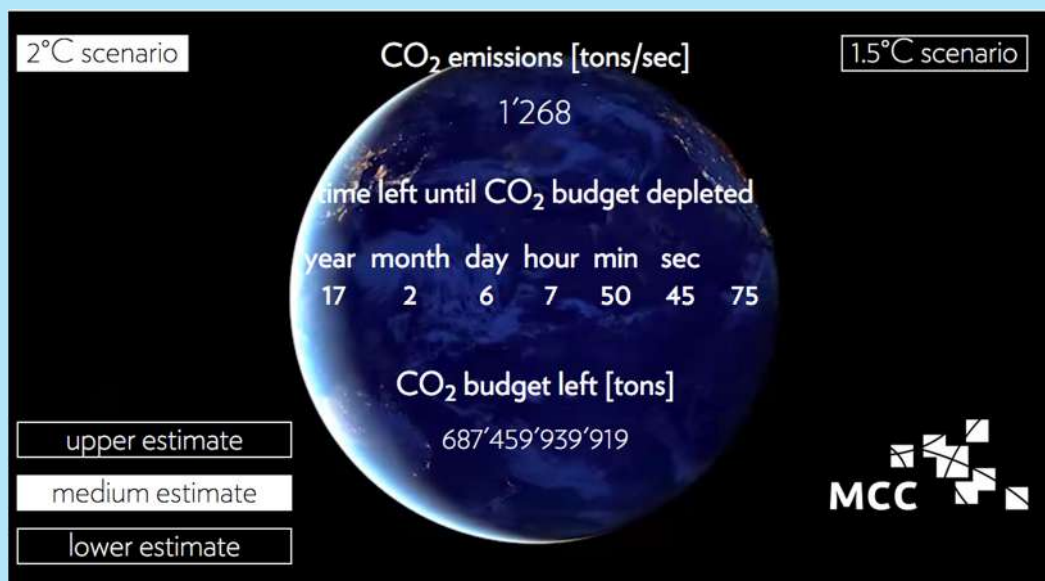 2°C scenario
CO₂ emissions [tons/sec]
1.5°C scenario
1′268
time left until CO₂ budget depleted
year month day hour min sec
17 2 6 7 50 45 75
CO₂ budget left [tons]
687′459′939′919
upper estimate
medium estimate
lower estimate
MCC